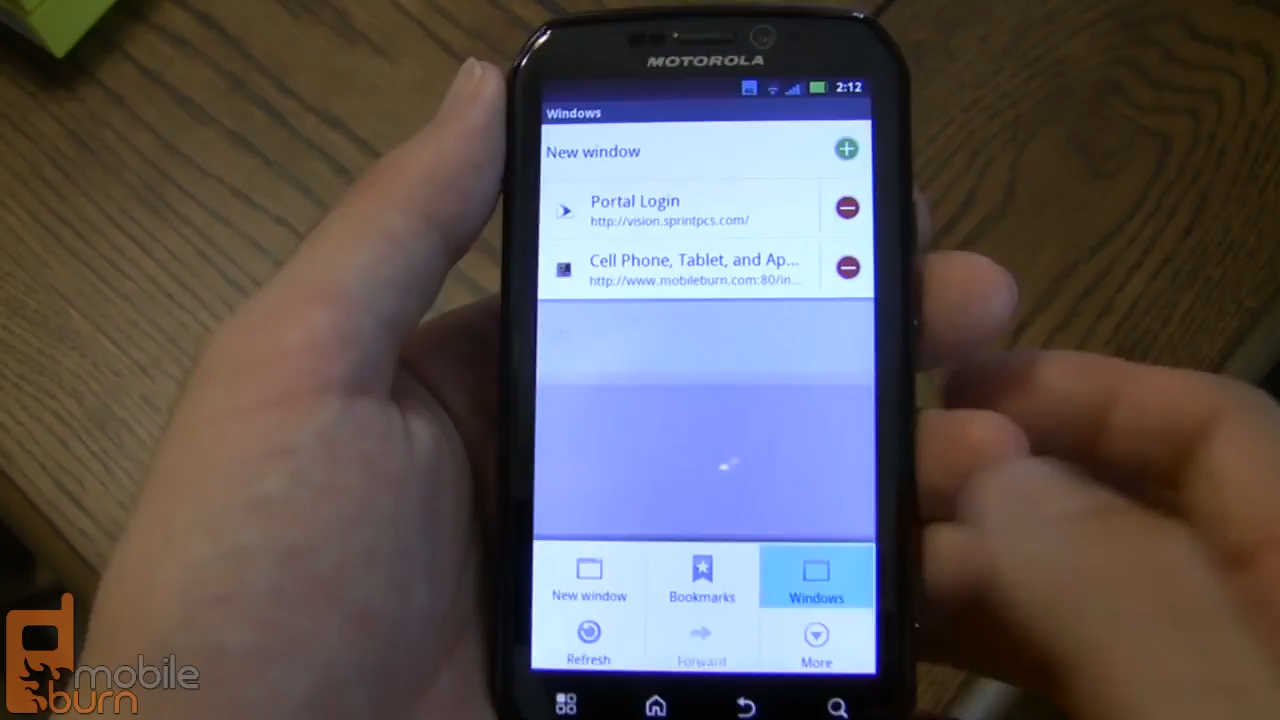 MOTOROLA
2:12
Windows
New window
Portal Login
http://vision.sprintpcs.com/
Cell Phone, Tablet, and Ap...
http://www.mobileburn.com:80/in...
New window
Bookmarks
Windows
Refresh
Forward
More
mobile
burn